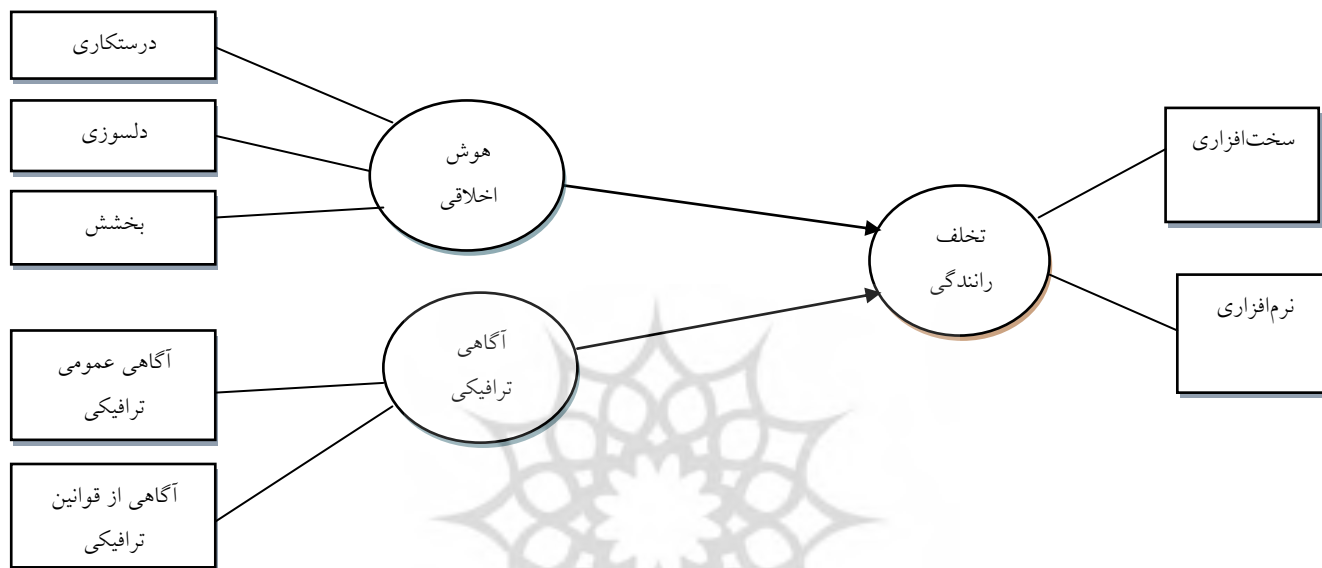 درستکاری
دلسوزی
بخشش
هوش
اخلاقی
آگاهی عمومی
ترافیکی
آگاهی از قوانین
ترافیکی
آگاهی
ترافیکی
تخلف
رانندگی
سخت‌افزاری
نرم‌افزاری